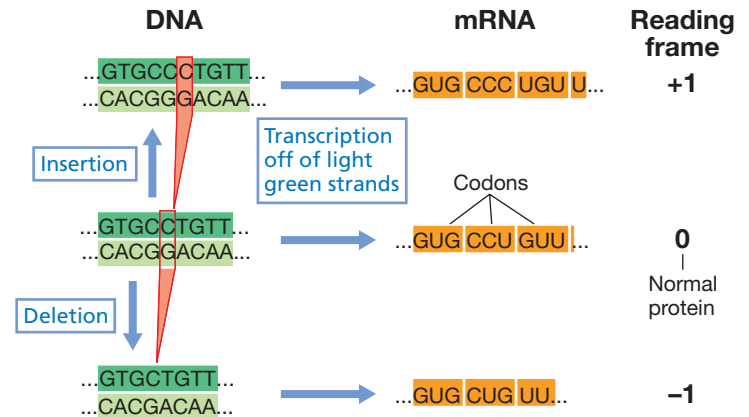 DNA
mRNA
Reading
frame
...GTGCCCTGTT...
...CACGGGACAA...
...GUG CCC UGU U...
+1
Insertion
Transcription
off of light
green strands
Codons
...GTGCCTGTT...
...CACGGACAA...
...GUG CCU GUU ...
0
Normal
protein
Deletion
...GTGCTGTT...
...CACGACAA...
...GUG CUG UU...
–1